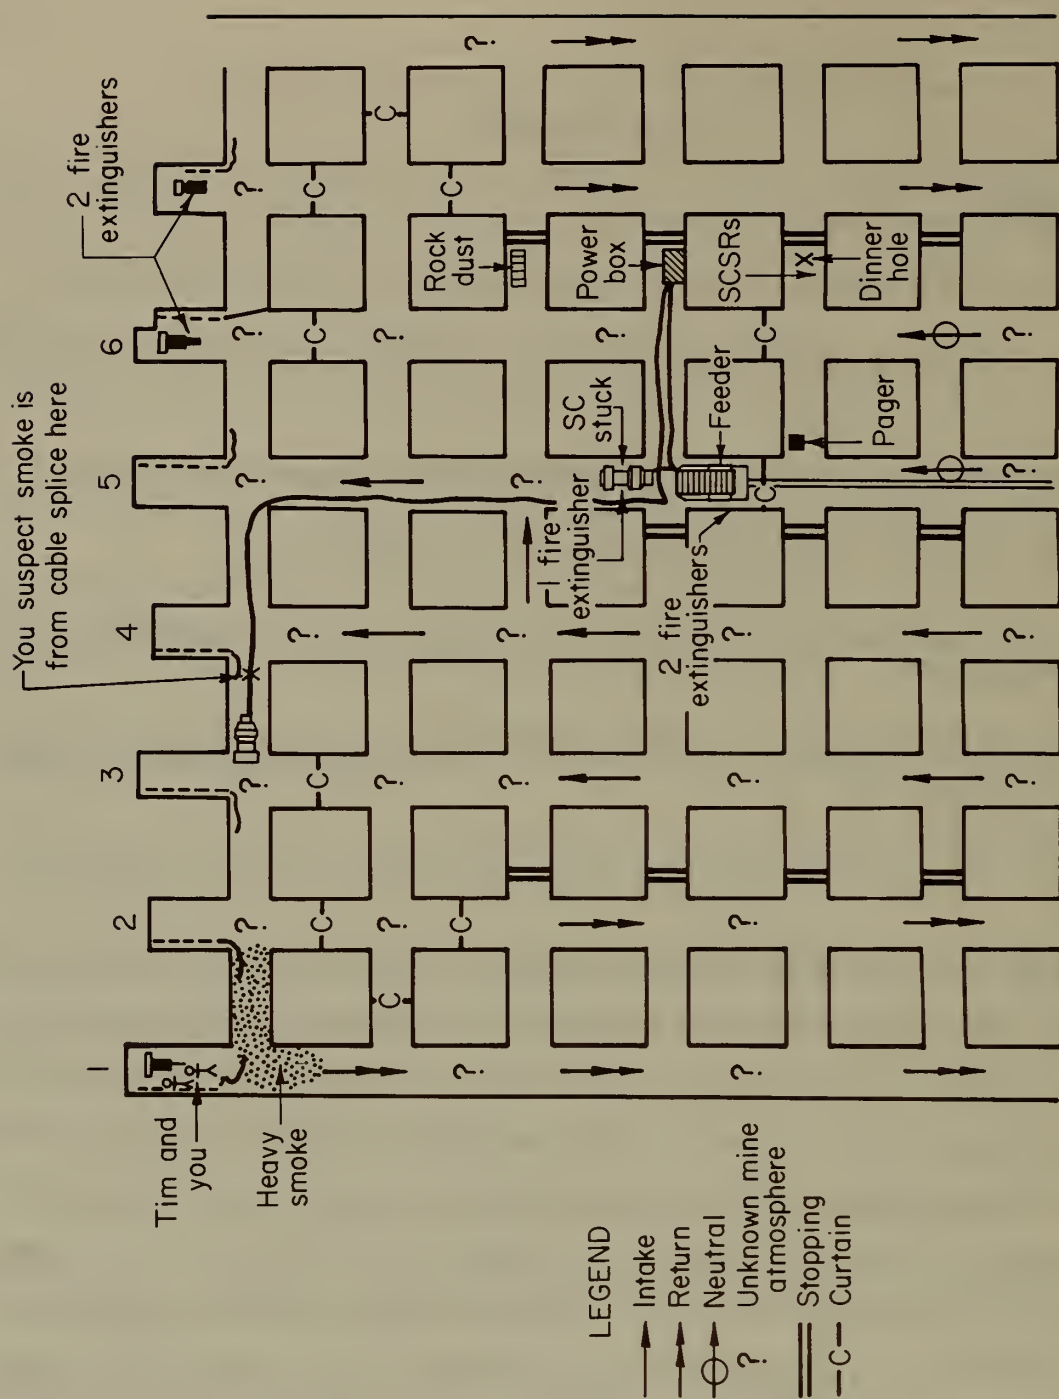 You suspect smoke is
from cable splice here
2 fire
extinguishers
Tim and
you
1
2
3
4
5
6
Heavy
smoke
?
?
?
?
?
?
C
C
C
C
?
?
?
?
C
C
C
C
?
?
?
?
?
Rock
dust
SC
stuck
1 fire
extinguisher
Power
box
Feeder
2 fire
extinguishers
?
?
?
?
SCSRs
C
C
X
Pager
Dinner
hole
?
?
?
?
LEGEND
Intake
Return
Neutral
? Unknown mine
atmosphere
Stopping
C Curtain